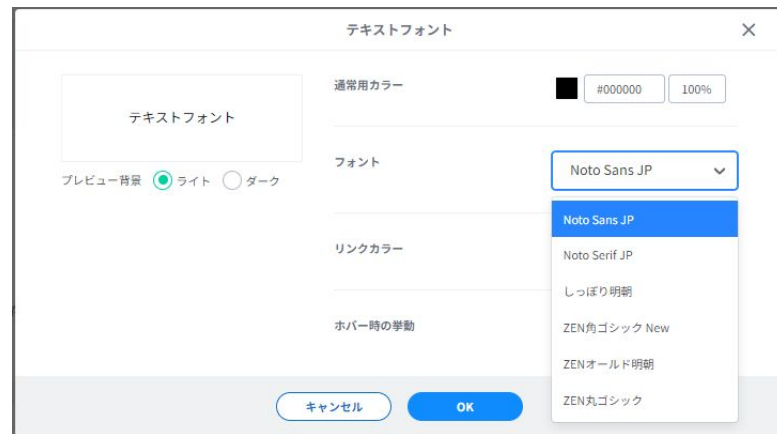 テキストフォント
テキストフォント
プレビュー背景 ライト ダーク
通常用カラー #000000 100%
フォント Noto Sans JP
Noto Sans JP
Noto Serif JP
しっぽり明朝
ZEN角ゴシック New
ZENオールド明朝
ZEN丸ゴシック
リンクカラー
ホバー時の挙動
キャンセル OK